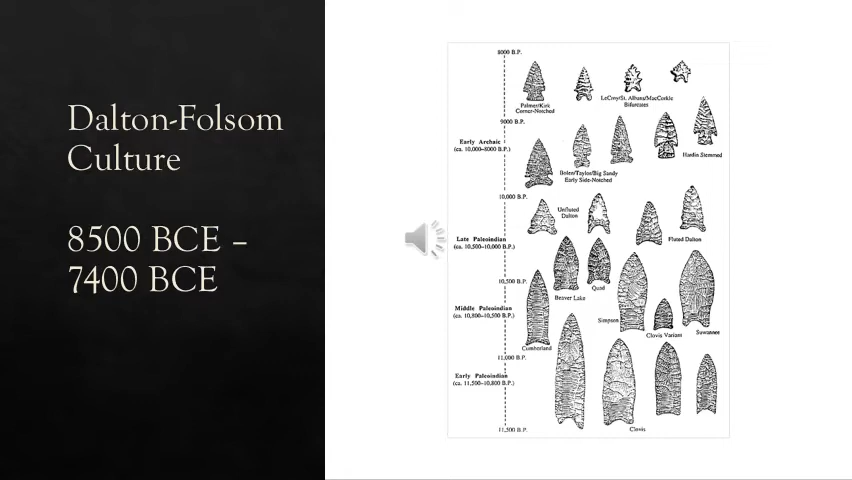 Dalton-Folsom
Culture
8500 BCE –
7400 BCE
8000 B.P.
Palmer/Kirk
Corner-Notched
LeCroy/St. Albans/MacCorkle
Bifurcates
9000 B.P.
Early Archaic
(ca. 10,000–8000 B.P.)
Hardin Stemmed
Bolen/Taylor/Big Sandy
Early Side-Notched
10,000 B.P.
Unfluted
Dalton
Fluted Dalton
Late Paleoindian
(ca. 10,500–10,000 B.P.)
10,500 B.P.
Quad
Beaver Lake
Middle Paleoindian
(ca. 10,800–10,500 B.P.)
Simpson
Clovis Variant
Suwannee
Cumberland
11,000 B.P.
Early Paleoindian
(ca. 11,500–10,800 B.P.)
11,500 B.P.
Clovis